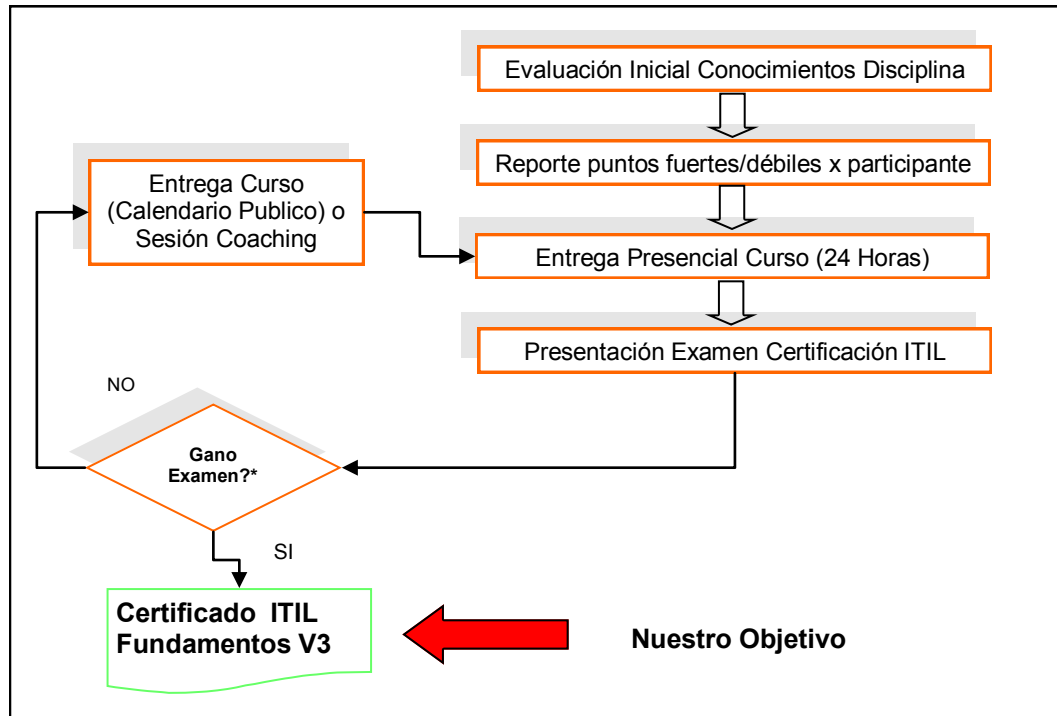 Evaluación Inicial Conocimientos Disciplina
Reporte puntos fuertes/débiles x participante
Entrega Curso
(Calendario Publico) o
Sesión Coaching
Entrega Presencial Curso (24 Horas)
Presentación Examen Certificación ITIL
NO
Gano
Examen?*
SI
Certificado ITIL
Fundamentos V3
Nuestro Objetivo